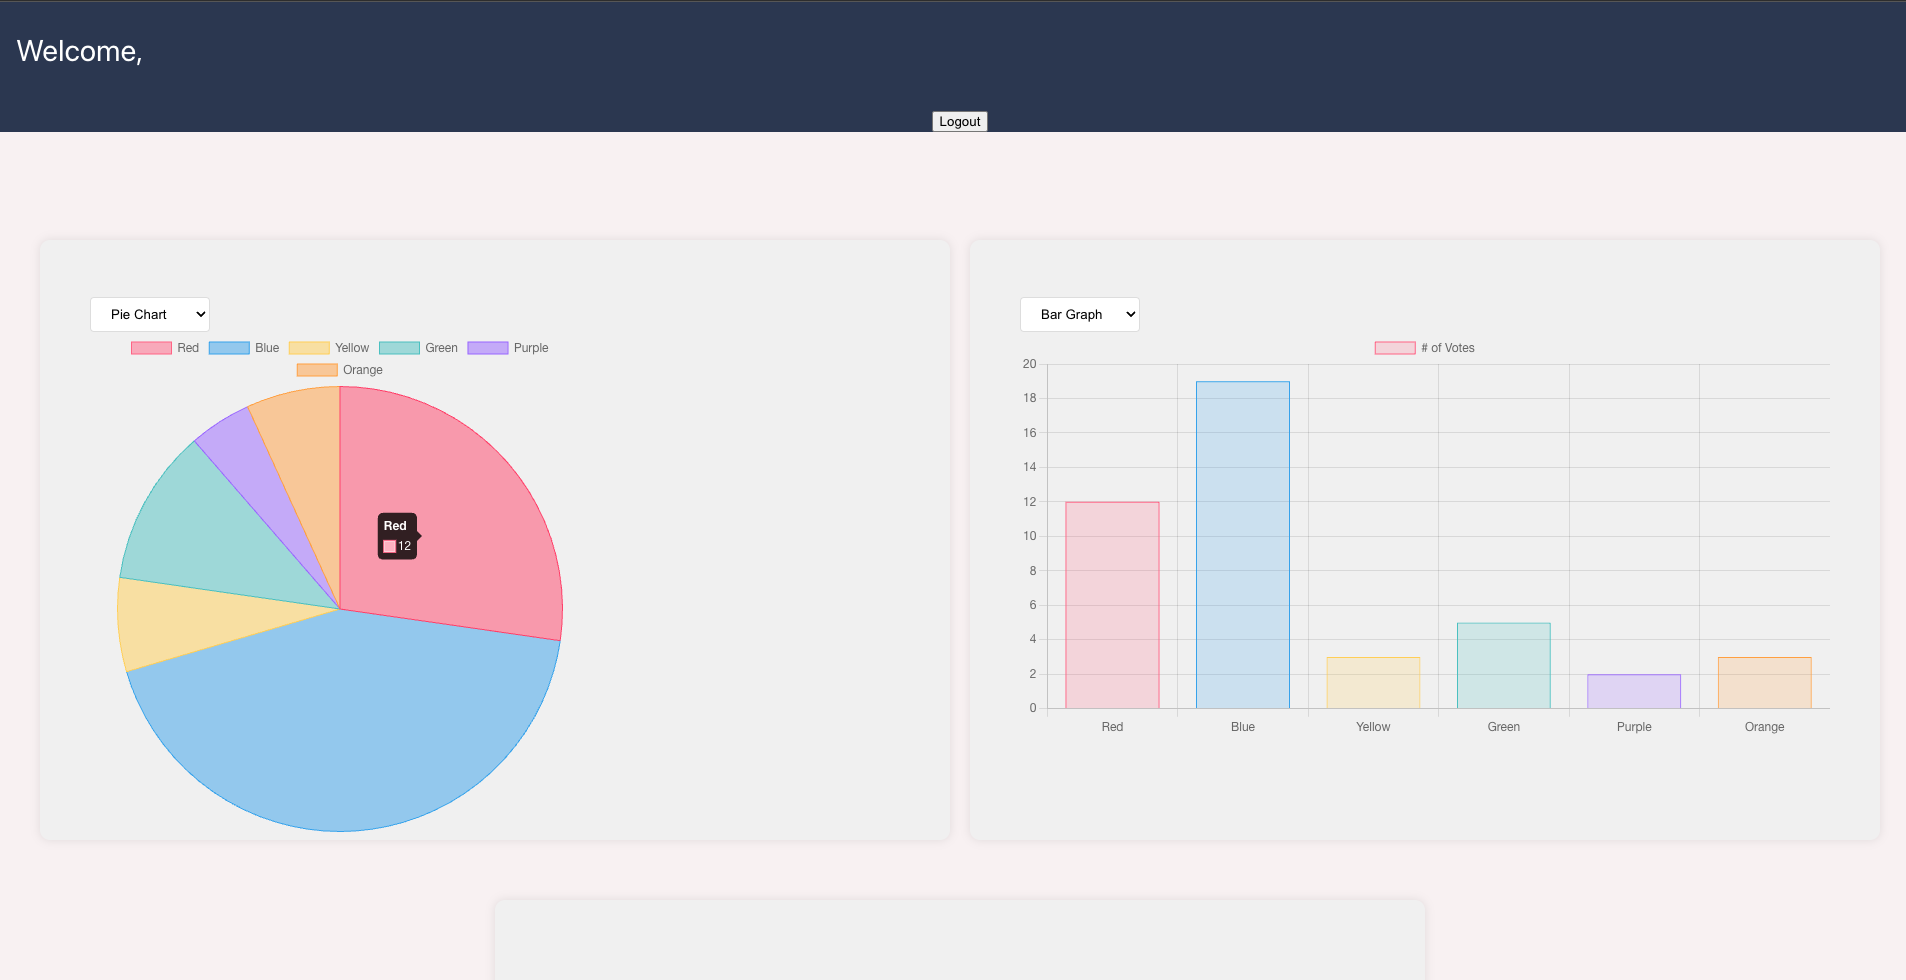 Welcome,
Logout
Pie Chart
Red Blue Yellow Green Purple
Orange
Red
12
Bar Graph
# of Votes
20
18
16
14
12
10
8
6
4
2
0
Red Blue Yellow Green Purple Orange